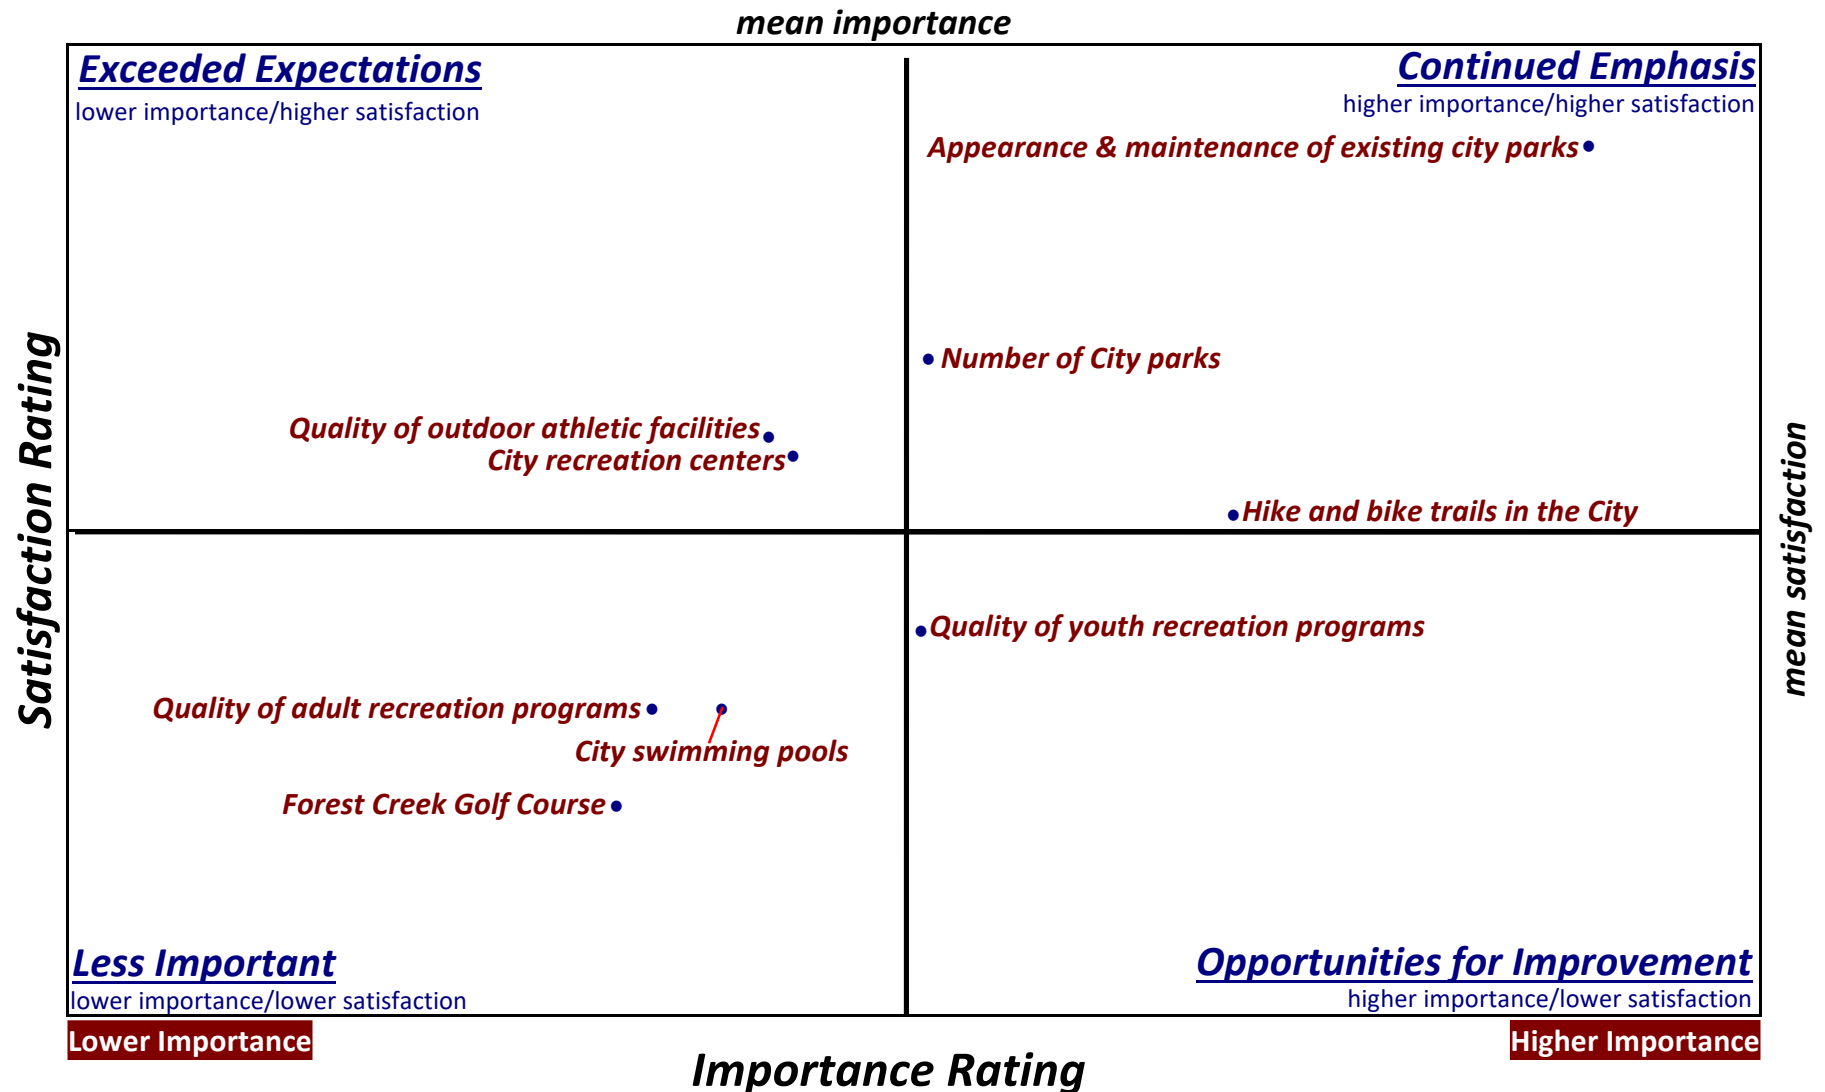 mean importance
Exceeded Expectations
lower importance/higher satisfaction
Continued Emphasis
higher importance/higher satisfaction
Appearance & maintenance of existing city parks
Number of City parks
Quality of outdoor athletic facilities
City recreation centers
Hike and bike trails in the City
Satisfaction Rating
mean satisfaction
Quality of youth recreation programs
Quality of adult recreation programs
City swimming pools
Forest Creek Golf Course
Less Important
lower importance/lower satisfaction
Opportunities for Improvement
higher importance/lower satisfaction
Lower Importance
Higher Importance
Importance Rating